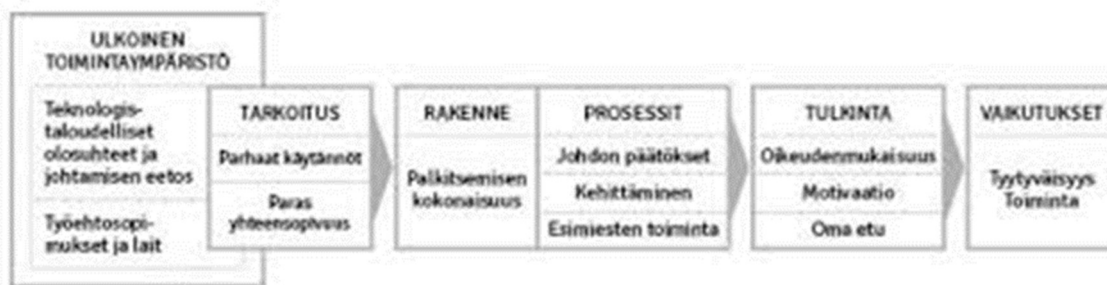 ULKOINEN
TOIMINTAYMPÄRISTÖ
Teknologis-
taloudelliset
olosuhteet ja
johtamisen eetos
Työehtosopi-
mukset ja lait
TARKOITUS
Parhaat käytännöt
Paras
yhteensopivuus
RAKENNE
Palkitsemisen
kokonaisuus
PROSESSIT
Johdon päätökset
Kehittäminen
Esimiesten toiminta
TULKINTA
Oikeudenmukaisuus
Motivaatio
Oma etu
VAIKUTUKSET
Tyytyväisyys
Toiminta